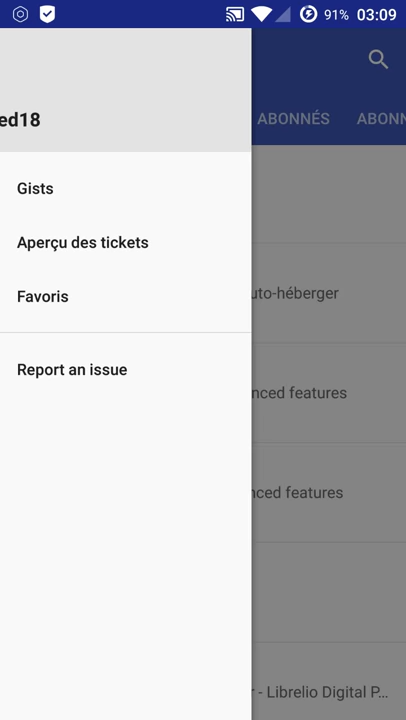 91% 03:09
ed18
ABONNÉS ABONN
Gists
Aperçu des tickets
uto-héberger
Favoris
Report an issue
nced features
nced features
r - Librelio Digital P...